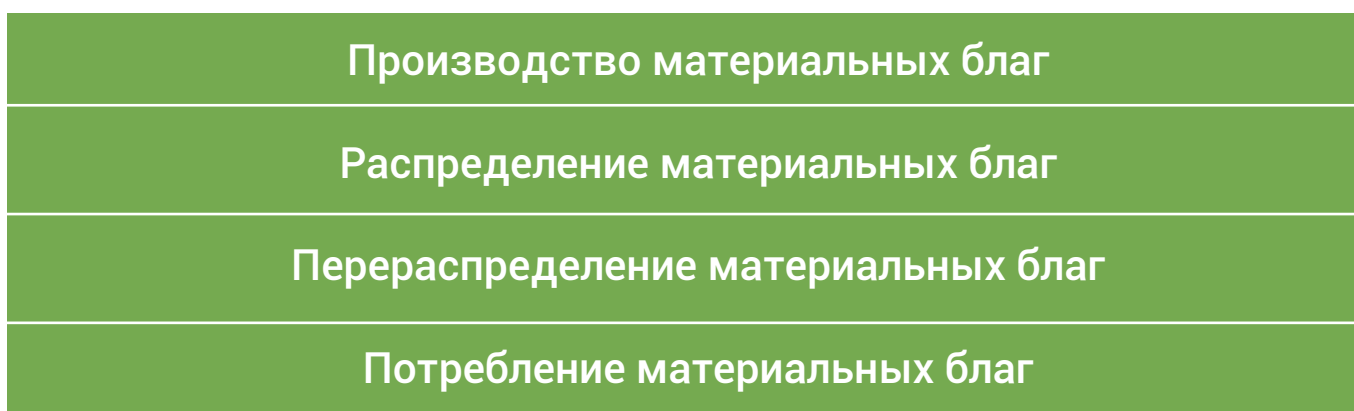 Производство материальных благ
Распределение материальных благ
Перераспределение материальных благ
Потребление материальных благ